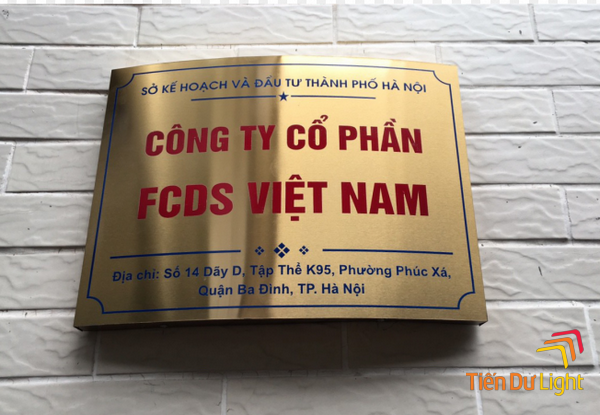 SỞ KẾ HOẠCH VÀ ĐẦU TƯ THÀNH PHỐ HÀ NỘI
CÔNG TY CỔ PHẦN
FCDS VIỆT NAM
Địa chỉ: Số 14 Dãy D, Tập Thể K95, Phường Phúc Xá,
Quận Ba Đình, TP. Hà Nội
Tiến Dư Light